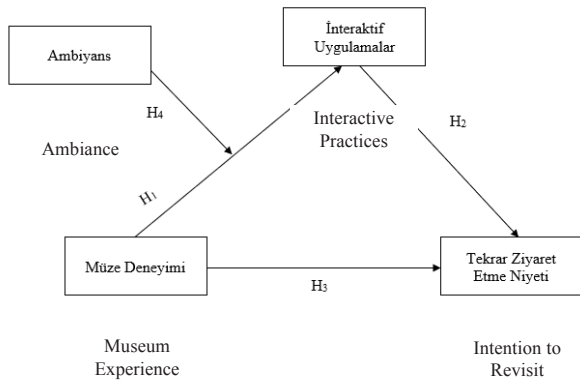 Ambiyans
İnteraktif
Uygulamalar
H4
Ambiance
Interactive
Practices
H2
H1
Müze Deneyimi
H3
Tekrar Ziyaret
Etme Niyeti
Museum
Experience
Intention to
Revisit